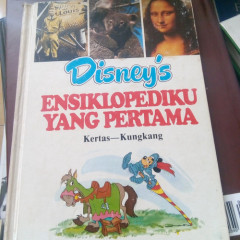 Disney's
ENSIKLOPEDIKU
YANG PERTAMA
Kertas—Kungkang